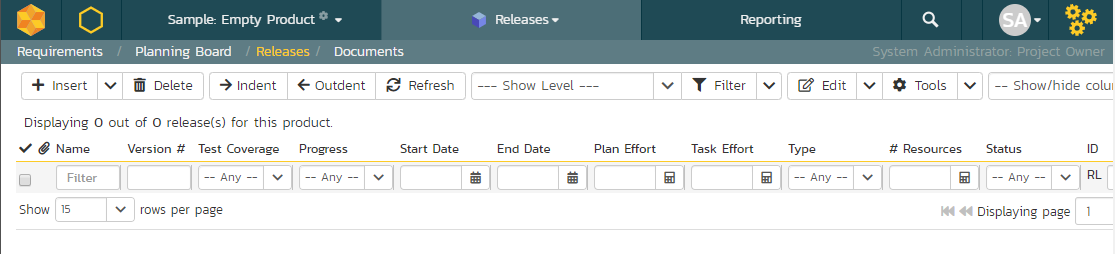 Sample: Empty Product Releases Reporting SA
Requirements / Planning Board / Releases / Documents System Administrator: Project Owner
Insert Delete Indent Outdent Refresh --- Show Level --- Filter Edit Tools -- Show/hide colu
Displaying 0 out of 0 release(s) for this product.
Name Version # Test Coverage Progress Start Date End Date Plan Effort Task Effort Type # Resources Status ID
Filter -- Any -- -- Any -- -- Any -- -- Any -- RL
Show 15 rows per page Displaying page 1